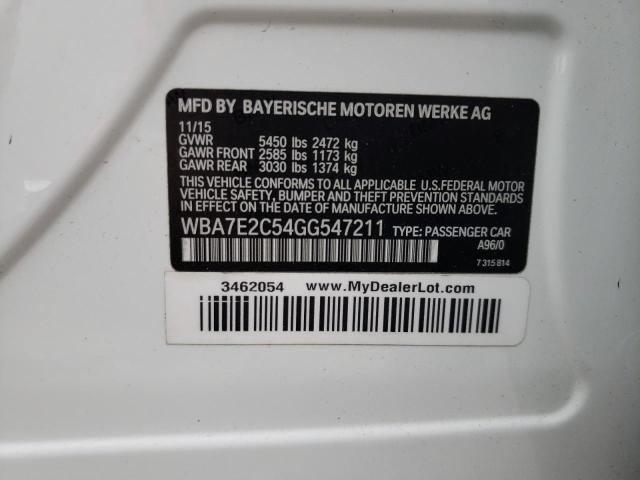 MFD BY BAYERISCHE MOTOREN WERKE AG
11/15
GVWR 5450 lbs 2472 kg
GAWR FRONT 2585 lbs 1173 kg
GAWR REAR 3030 lbs 1374 kg
THIS VEHICLE CONFORMS TO ALL APPLICABLE U.S.FEDERAL MOTOR
VEHICLE SAFETY, BUMPER AND THEFT PREVENTION STANDARDS
IN EFFECT ON THE DATE OF MANUFACTURE SHOWN ABOVE.
WBA7E2C54GG547211 TYPE: PASSENGER CAR
A96/0
7 315 814
3462054 www.MyDealerLot.com